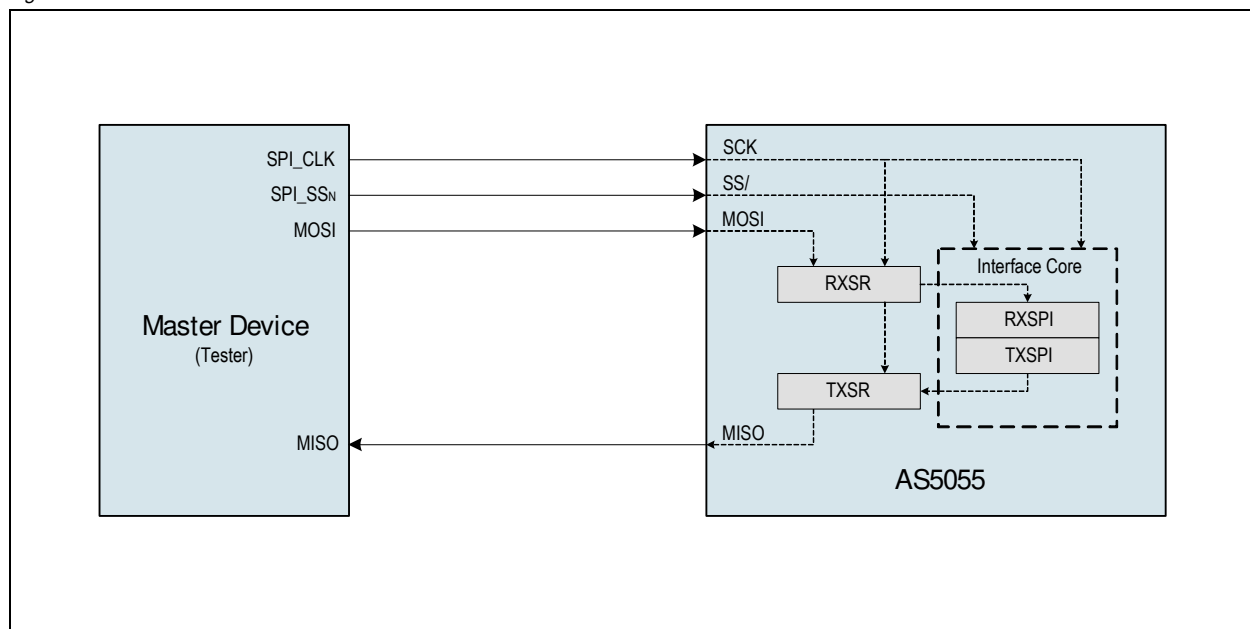 SPI_CLK
SPI_SSN
MOSI
Master Device
(Tester)
MISO
SCK
SS/
MOSI
Interface Core
RXSR
RXSPI
TXSPI
TXSR
MISO
AS5055